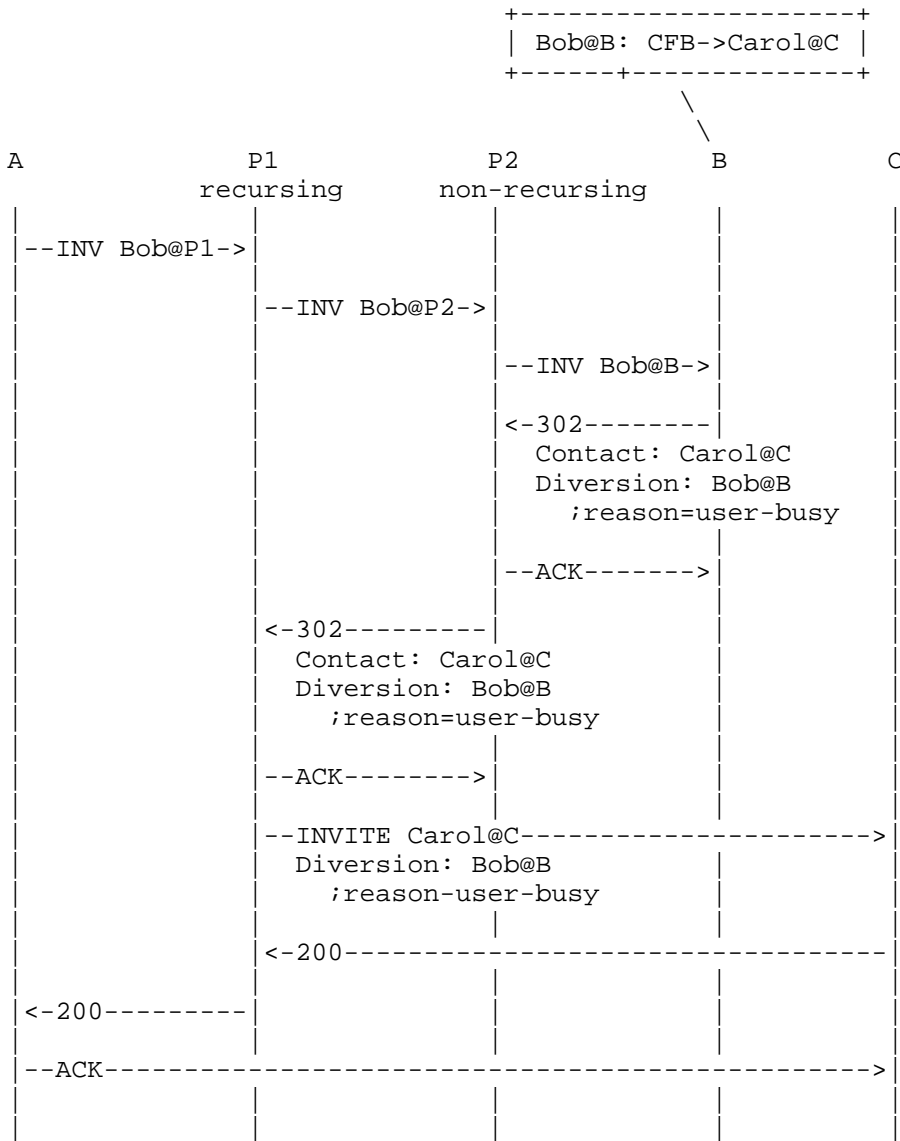 +---------------------+
| Bob@B: CFB->Carol@C |
+------+--------------+
\
\
A P1 P2 B C
recursing non-recursing
| | | | |
|--INV Bob@P1->| | | |
| | | | |
| |--INV Bob@P2->| | |
| | | | |
| | |--INV Bob@B->| |
| | | | |
| | |<-302--------| |
| | | Contact: Carol@C |
| | | Diversion: Bob@B |
| | | ;reason=user-busy |
| | | | |
| | |--ACK------->| |
| | | | |
| |<-302---------| | |
| | Contact: Carol@C | |
| | Diversion: Bob@B | |
| | ;reason=user-busy | |
| | | | |
| |--ACK-------->| | |
| | | | |
| |--INVITE Carol@C--------------------->|
| | Diversion: Bob@B | |
| | ;reason-user-busy | |
| | | | |
| |<-200---------------------------------|
| | | | |
|<-200---------| | | |
| | | | |
|--ACK---------------------------------------------->|
| | | | |
| | | | |